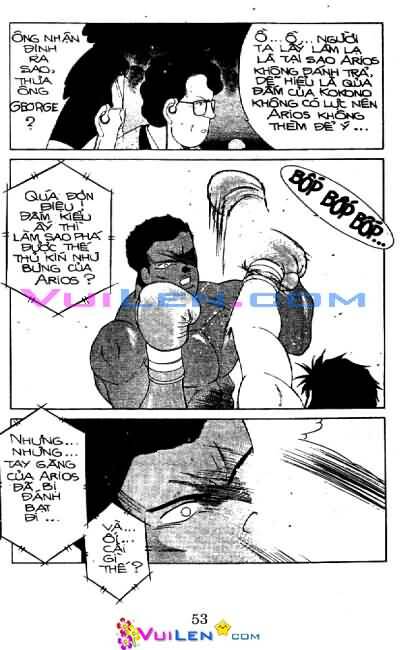 ÔNG NHẬN
ĐỊNH
RA
SAO,
THƯA
ÔNG
GEORGE
?
Ồ... Ồ... NGƯỜI
TA LẤY LÀM LẠ
LÀ TẠI SAO ARIOS
KHÔNG ĐÁNH TRẢ,
DỄ HIỂU LÀ QUẢ
ĐẤM CỦA KOKONO
KHÔNG CÓ LỰC NÊN
ARIOS KHÔNG
THÈM ĐỂ Ý...
QUÁ ĐƠN
ĐIỆU !
ĐẤM KIỂU
ẤY THÌ
LÀM SAO PHÁ
ĐƯỢC THẾ
THỦ KÍN NHƯ
BƯNG CỦA
ARIOS ?
BỐP BỐP BỐP...
VUILEN.COM
NHƯNG...
NHƯNG...
TAY GĂNG
CỦA ARIOS
ĐÃ BỊ
ĐÁNH
BẠT
ĐI ...
VÃ...
ỐI...
CÁI
GÌ
THẾ ?
53
VUILEN.COM